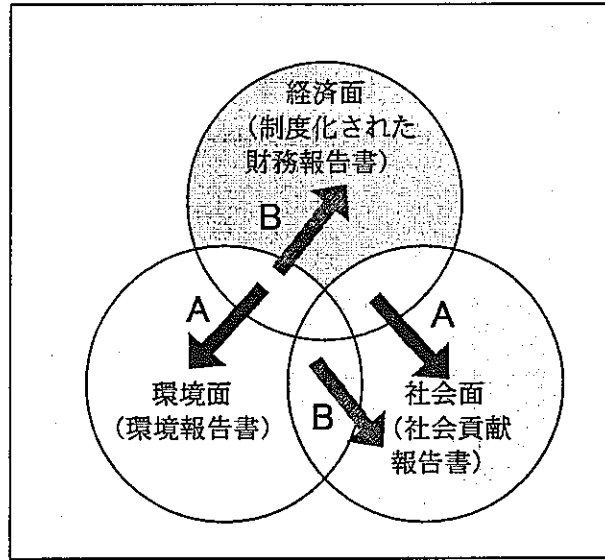 経済面
（制度化された
財務報告書）
B
A
A
環境面
（環境報告書）
B
社会面
（社会貢献
報告書）